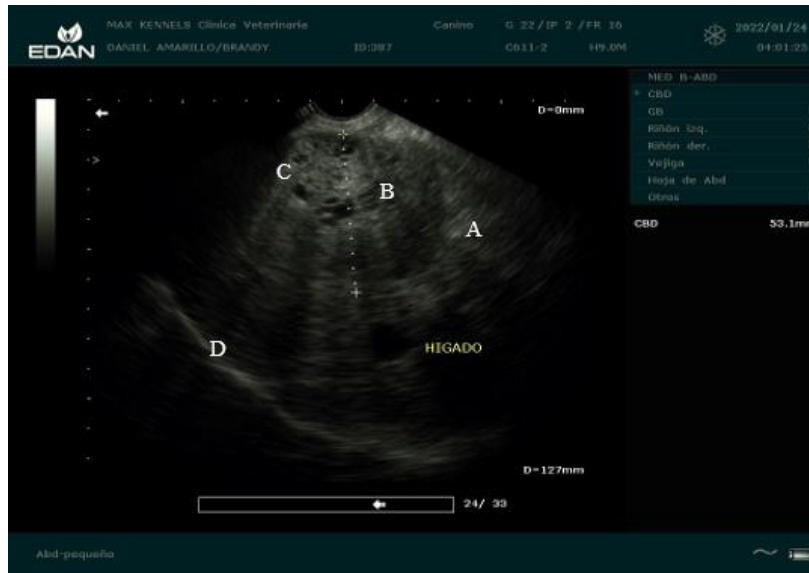 EDAN
MAX KENNELS Clínica Veterinaria
Canino
G 22/IP 2 /FR 16
2022/01/24
DANIEL AMARILLO/BRANDY
ID:387
C611-2
H9.0M
04:01:25
MED B-ABD
CBD
GB
Riñón izq.
Riñón der.
Vejiga
Hoja de Abd
Otras
CBD 53.1mm
D=0mm
C
B
A
D
HIGADO
D=127mm
24/ 33
Abd-pequeño